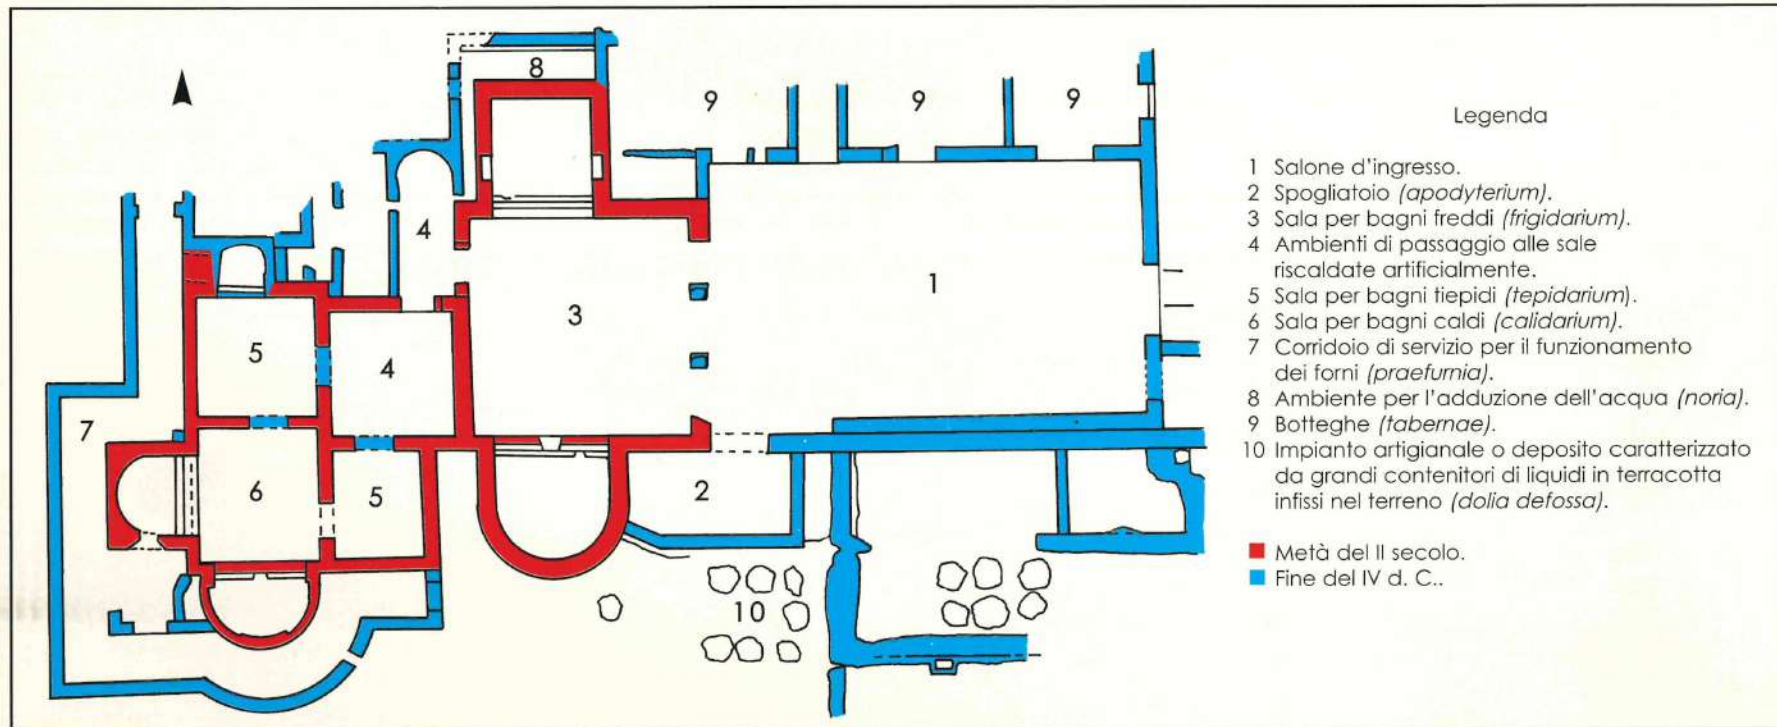 8
9
9
9
4
1
3
5
4
7
6
5
2
10
Legenda
1 Salone d'ingresso.
2 Spogliatoio (apodyterium).
3 Sala per bagni freddi (frigidarium).
4 Ambienti di passaggio alle sale
riscaldate artificialmente.
5 Sala per bagni tiepidi (tepidarium).
6 Sala per bagni caldi (calidarium).
7 Corridoio di servizio per il funzionamento
dei forni (praefurnia).
8 Ambiente per l'adduzione dell'acqua (noria).
9 Botteghe (tabernae).
10 Impianto artigianale o deposito caratterizzato
da grandi contenitori di liquidi in terracotta
infissi nel terreno (dolia defossa).
Metà del II secolo.
Fine del IV d. C..